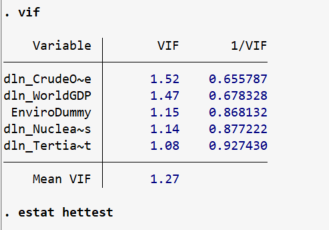 . vif
Variable | VIF 1/VIF
dln_CrudeO~e | 1.52 0.655787
dln_WorldGDP | 1.47 0.678328
EnviroDummy | 1.15 0.868132
dln_Nuclea~s | 1.14 0.877222
dln_Tertia~t | 1.08 0.927430
Mean VIF | 1.27
. estat hettest